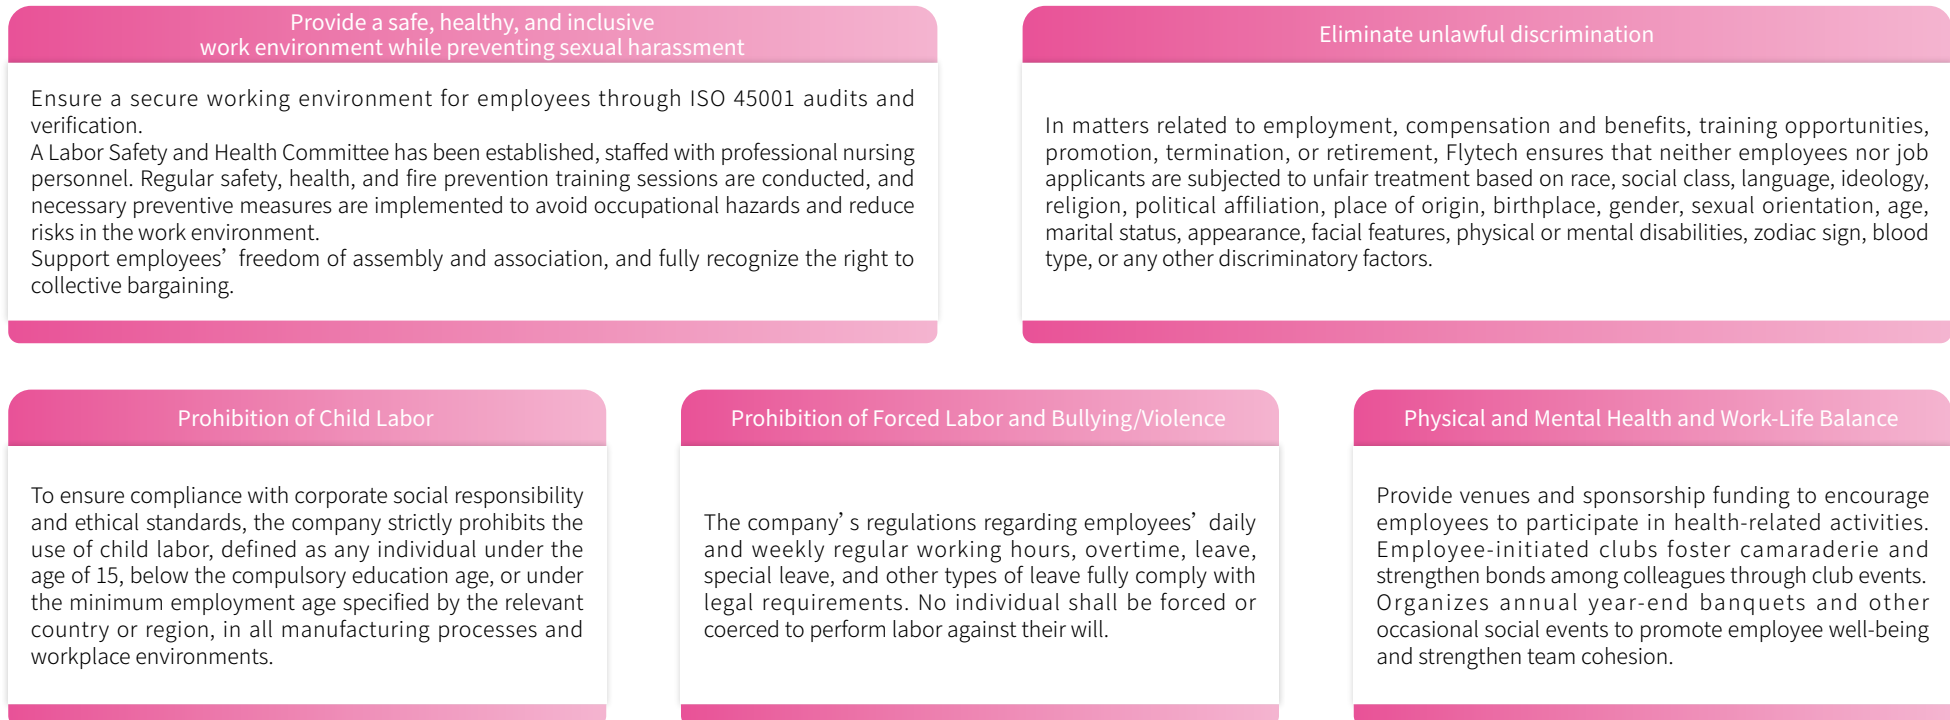 Provide a safe, healthy, and inclusive
work environment while preventing sexual harassment
Ensure a secure working environment for employees through ISO 45001 audits and
verification.
A Labor Safety and Health Committee has been established, staffed with professional nursing
personnel. Regular safety, health, and fire prevention training sessions are conducted, and
necessary preventive measures are implemented to avoid occupational hazards and reduce
risks in the work environment.
Support employees’ freedom of assembly and association, and fully recognize the right to
collective bargaining.
Eliminate unlawful discrimination
In matters related to employment, compensation and benefits, training opportunities,
promotion, termination, or retirement, Flytech ensures that neither employees nor job
applicants are subjected to unfair treatment based on race, social class, language, ideology,
religion, political affiliation, place of origin, birthplace, gender, sexual orientation, age,
marital status, appearance, facial features, physical or mental disabilities, zodiac sign, blood
type, or any other discriminatory factors.
Prohibition of Child Labor
To ensure compliance with corporate social responsibility
and ethical standards, the company strictly prohibits the
use of child labor, defined as any individual under the
age of 15, below the compulsory education age, or under
the minimum employment age specified by the relevant
country or region, in all manufacturing processes and
workplace environments.
Prohibition of Forced Labor and Bullying/Violence
The company’s regulations regarding employees’ daily
and weekly regular working hours, overtime, leave,
special leave, and other types of leave fully comply with
legal requirements. No individual shall be forced or
coerced to perform labor against their will.
Physical and Mental Health and Work-Life Balance
Provide venues and sponsorship funding to encourage
employees to participate in health-related activities.
Employee-initiated clubs foster camaraderie and
strengthen bonds among colleagues through club events.
Organizes annual year-end banquets and other
occasional social events to promote employee well-being
and strengthen team cohesion.